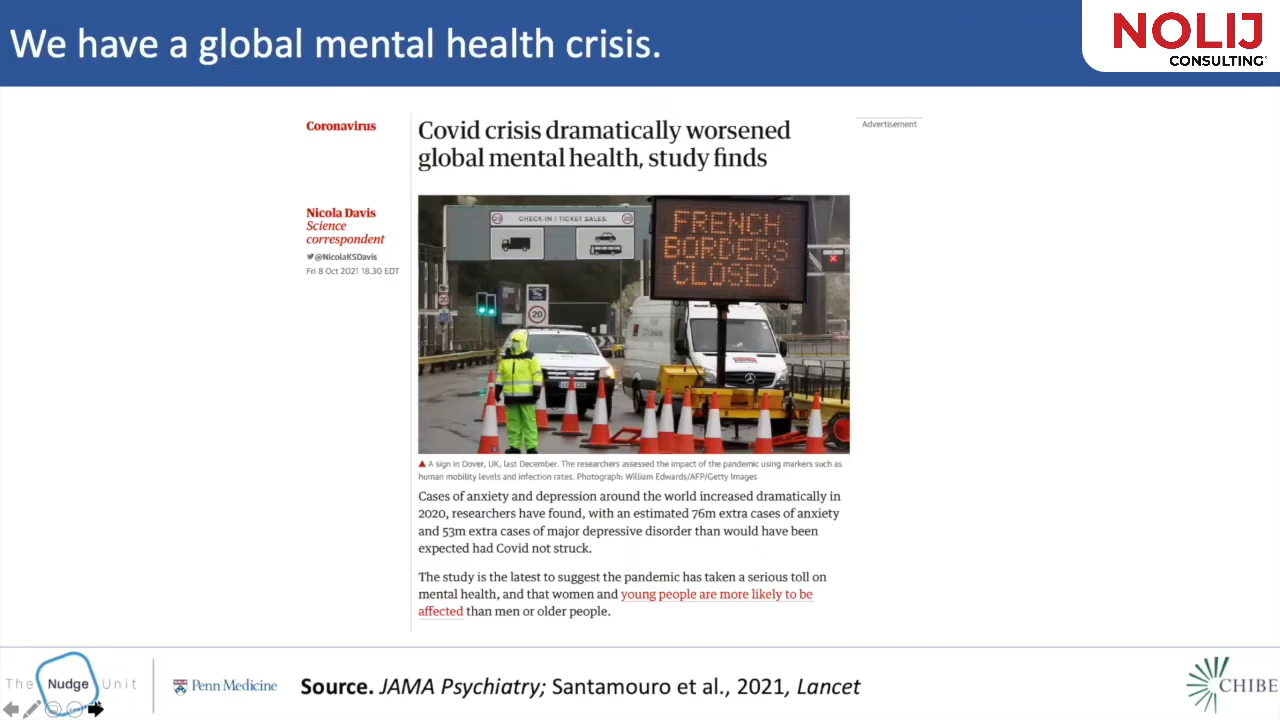 We have a global mental health crisis.
NOLIJ
CONSULTING
Coronavirus
Covid crisis dramatically worsened
global mental health, study finds
Advertisement
Nicola Davis
Science
correspondent
@NicolaKSDavis
Fri 8 Oct 2021 18.30 EDT
20 CHECK-IN / TICKET SALES 20
FRENCH
BORDERS
CLOSED
20
▲ A sign in Dover, UK, last December. The researchers assessed the impact of the pandemic using markers such as
human mobility levels and infection rates. Photograph: William Edwards/AFP/Getty Images
Cases of anxiety and depression around the world increased dramatically in
2020, researchers have found, with an estimated 76m extra cases of anxiety
and 53m extra cases of major depressive disorder than would have been
expected had Covid not struck.
The study is the latest to suggest the pandemic has taken a serious toll on
mental health, and that women and young people are more likely to be
affected than men or older people.
The Nudge Unit
Penn Medicine
Source. JAMA Psychiatry; Santamouro et al., 2021, Lancet
CHIBE